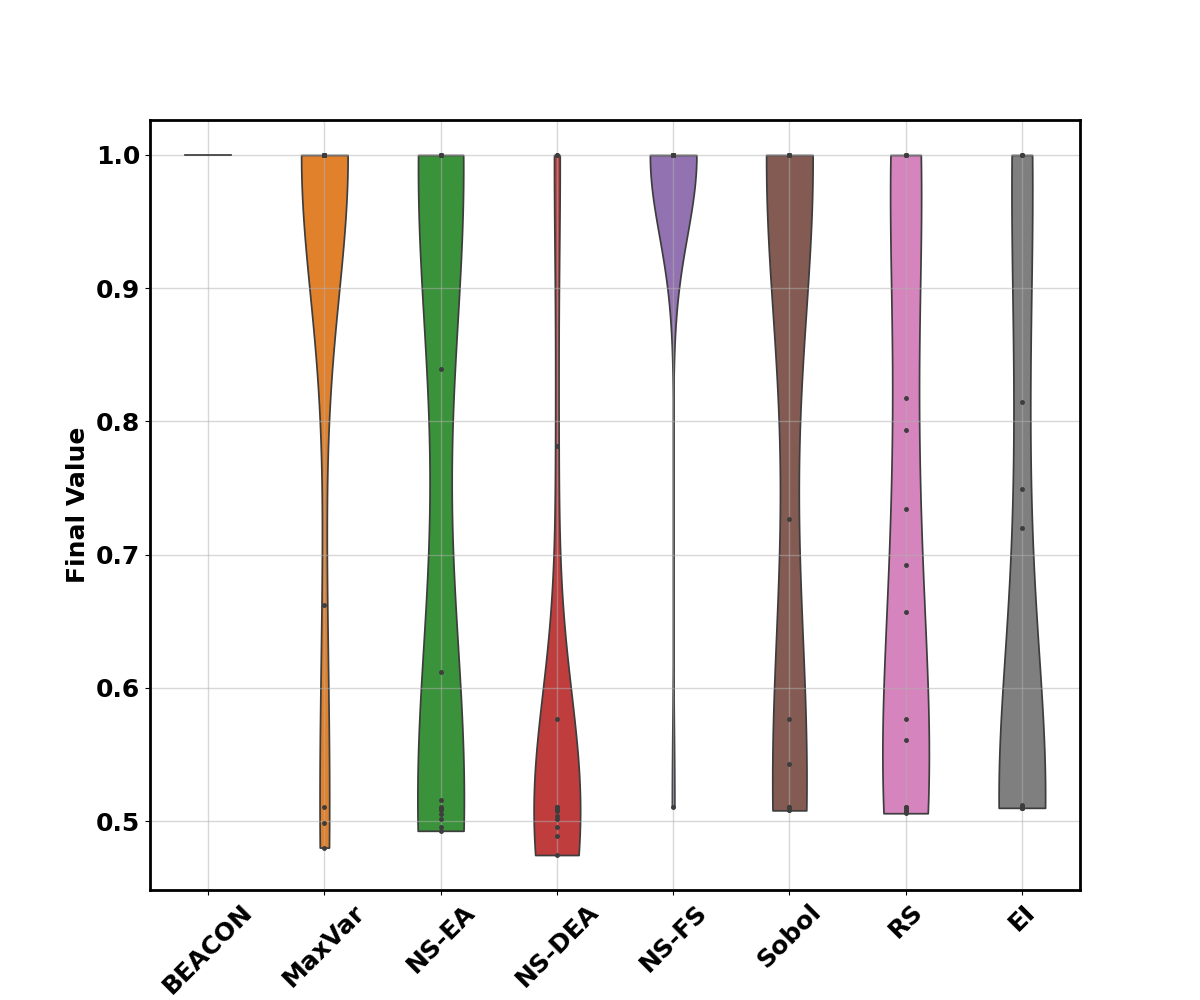 1.0
0.9
0.8
0.7
0.6
0.5
Final Value
BEACON
MaxVar
NS-EA
NS-DEA
NS-FS
Sobol
RS
EI